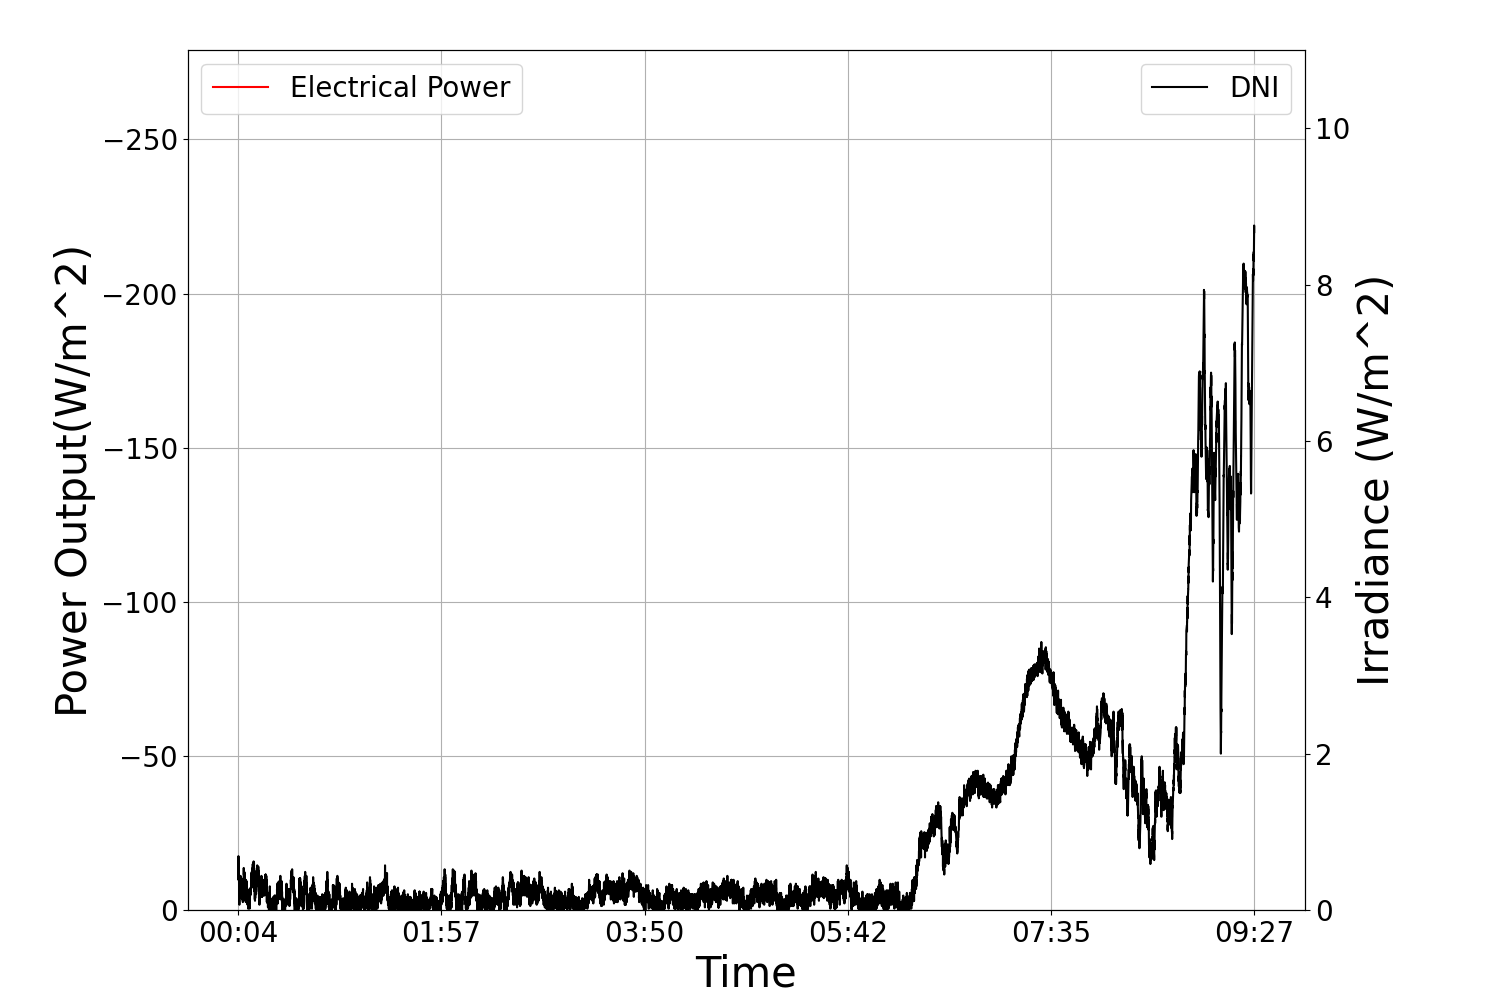 Electrical Power
DNI
Power Output(W/m^2)
−250
−200
−150
−100
−50
0
10
8
6
4
2
0
Irradiance (W/m^2)
00:04 01:57 03:50 05:42 07:35 09:27
Time